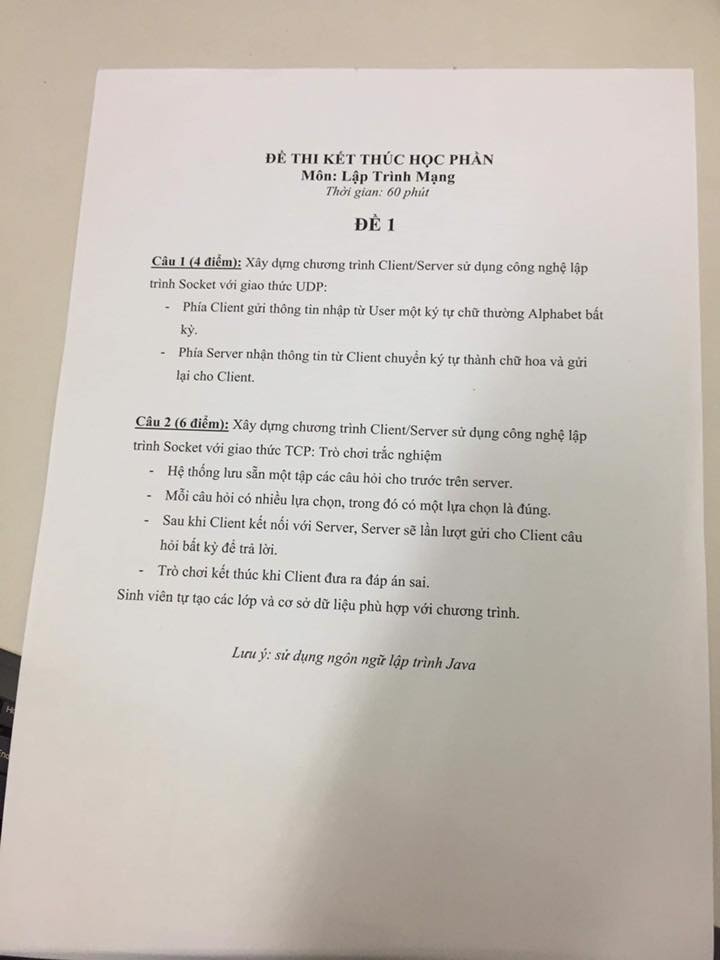 ĐỀ THI KẾT THÚC HỌC PHẦN
Môn: Lập Trình Mạng
Thời gian: 60 phút
ĐỀ 1
Câu 1 (4 điểm): Xây dựng chương trình Client/Server sử dụng công nghệ lập
trình Socket với giao thức UDP:
- Phía Client gửi thông tin nhập từ User một ký tự chữ thường Alphabet bất
kỳ.
- Phía Server nhận thông tin từ Client chuyển ký tự thành chữ hoa và gửi
lại cho Client.
Câu 2 (6 điểm): Xây dựng chương trình Client/Server sử dụng công nghệ lập
trình Socket với giao thức TCP: Trò chơi trắc nghiệm
- Hệ thống lưu sẵn một tập các câu hỏi cho trước trên server.
- Mỗi câu hỏi có nhiều lựa chọn, trong đó có một lựa chọn là đúng.
- Sau khi Client kết nối với Server, Server sẽ lần lượt gửi cho Client câu
hỏi bất kỳ để trả lời.
- Trò chơi kết thúc khi Client đưa ra đáp án sai.
Sinh viên tự tạo các lớp và cơ sở dữ liệu phù hợp với chương trình.
Lưu ý: sử dụng ngôn ngữ lập trình Java